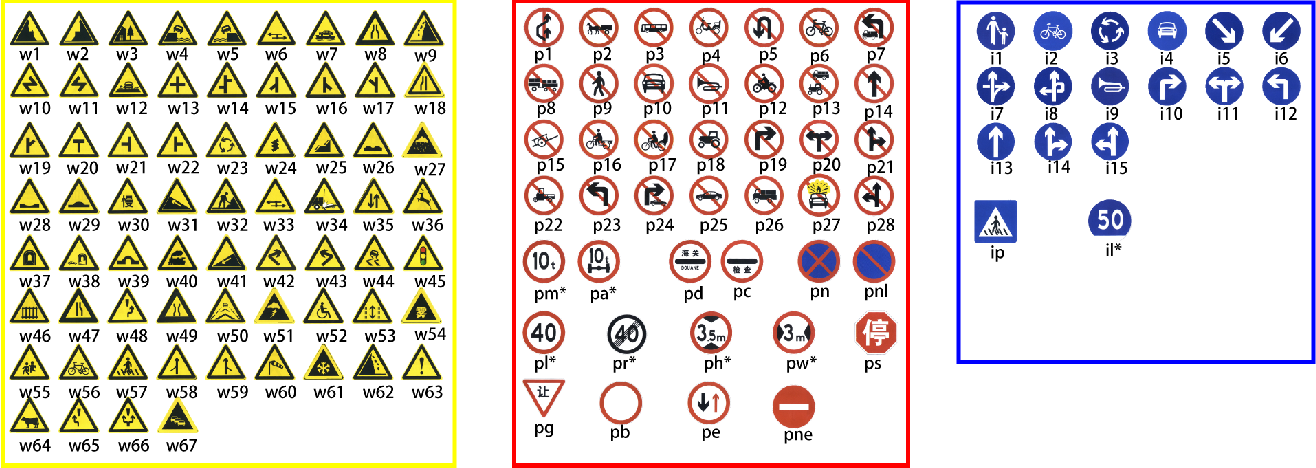 w1 w2 w3 w4 w5 w6 w7 w8 w9
w10 w11 w12 w13 w14 w15 w16 w17 w18
w19 w20 w21 w22 w23 w24 w25 w26 w27
w28 w29 w30 w31 w32 w33 w34 w35 w36
w37 w38 w39 w40 w41 w42 w43 w44 w45
w46 w47 w48 w49 w50 w51 w52 w53 w54
w55 w56 w57 w58 w59 w60 w61 w62 w63
w64 w65 w66 w67
p1 p2 p3 p4 p5 p6 p7
p8 p9 p10 p11 p12 p13 p14
p15 p16 p17 p18 p19 p20 p21
p22 p23 p24 p25 p26 p27 p28
10t 10t 海关 DOUANE 检查
pm* pa* pd pc pn pnl
40 40 3.5m 3m 停
pl* pr* ph* pw* ps
让
pg pb pe pne
i1 i2 i3 i4 i5 i6
i7 i8 i9 i10 i11 i12
i13 i14 i15
50
ip il*